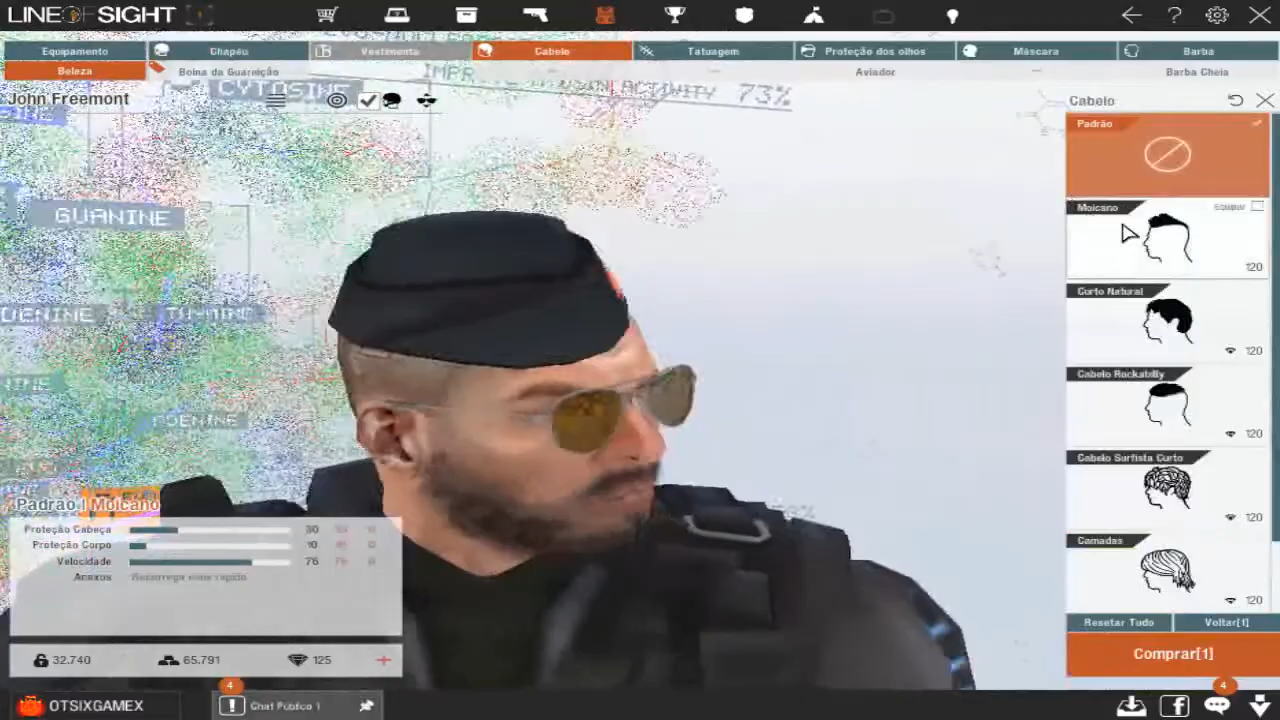 LINE OF SIGHT
Equipamento
Chapéu
Vestimenta
Cabelo
Tatuagem
Proteção dos olhos
Máscara
Barba
Beleza
Boina da Guarnição
Aviador
Barba Cheia
John Freemont
CYTOSINE
73%
GUANINE
Cabelo
Padrão
Moicano
120
Curto Natural
120
Cabelo Rockabilly
120
Cabelo Surfista Curto
120
Camadas
120
Padrão | Moicano
Proteção Cabeça 30
Proteção Corpo 10
Velocidade 76
Anexos
32.740
65.791
125
Resetar Tudo
Voltar[1]
Comprar[1]
OTSIXGAMEX
4
Chat Público 1
4